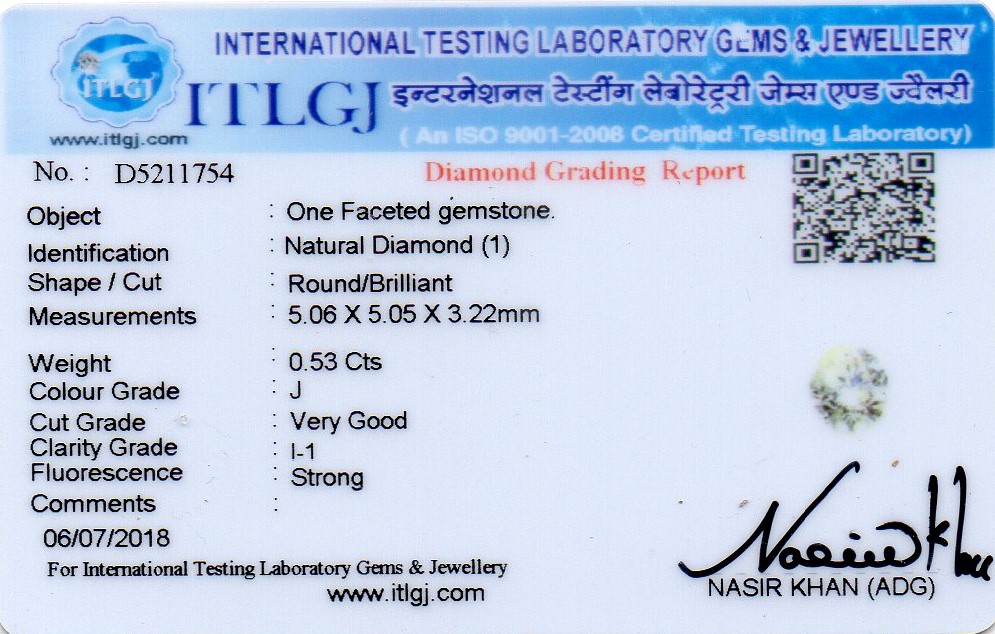 INTERNATIONAL TESTING LABORATORY GEMS & JEWELLERY
ITLGJ
ITLGJ इन्टरनेशनल टेस्टींग लेबोरेट्ररी जेम्स एण्ड ज्वैलरी
www.itlgj.com
( An ISO 9001-2008 Certified Testing Laboratory)
No. : D5211754
Diamond Grading Report
Object : One Faceted gemstone.
Identification : Natural Diamond (1)
Shape / Cut : Round/Brilliant
Measurements : 5.06 X 5.05 X 3.22mm
Weight : 0.53 Cts
Colour Grade : J
Cut Grade : Very Good
Clarity Grade : I-1
Fluorescence : Strong
Comments :
06/07/2018
For International Testing Laboratory Gems & Jewellery
www.itlgj.com
Nasir Khan
NASIR KHAN (ADG)